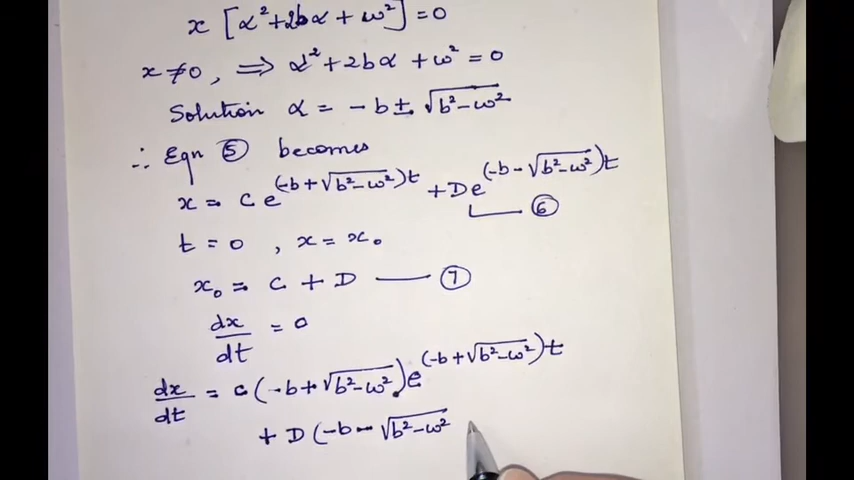 x [α² + 2bα + ω²] = 0
x ≠ 0, ⟹ α² + 2bα + ω² = 0
Solution α = -b ± √(b²-ω²)
∴ Eqn ⑤ becomes
x = C e^(-b+√(b²-ω²))t + D e^(-b-√(b²-ω²))t
⑥
t = 0, x = x₀
x₀ = C + D —— ⑦
dx/dt = 0
dx/dt = C(-b+√(b²-ω²))e^(-b+√(b²-ω²))t
+ D(-b-√(b²-ω²)